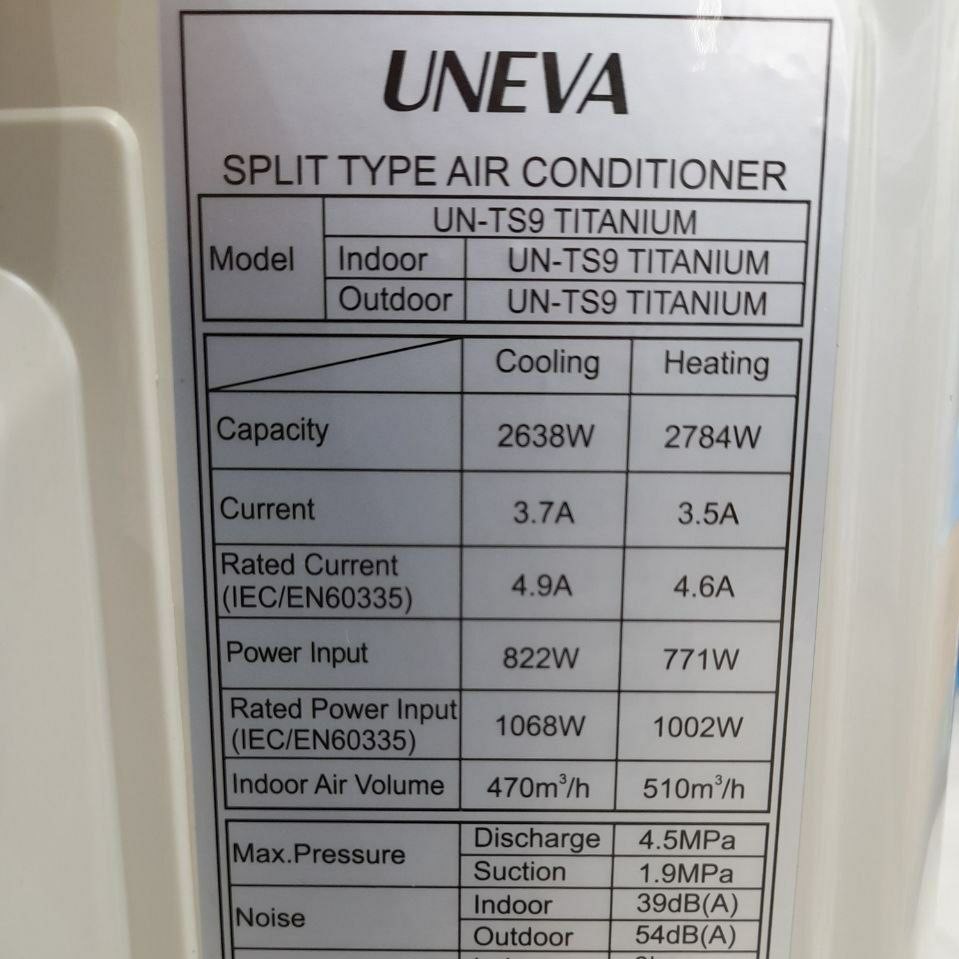 UNEVA
SPLIT TYPE AIR CONDITIONER
Model
UN-TS9 TITANIUM
Indoor UN-TS9 TITANIUM
Outdoor UN-TS9 TITANIUM
Cooling Heating
Capacity 2638W 2784W
Current 3.7A 3.5A
Rated Current
(IEC/EN60335) 4.9A 4.6A
Power Input 822W 771W
Rated Power Input
(IEC/EN60335) 1068W 1002W
Indoor Air Volume 470m³/h 510m³/h
Max.Pressure
Discharge 4.5MPa
Suction 1.9MPa
Noise
Indoor 39dB(A)
Outdoor 54dB(A)